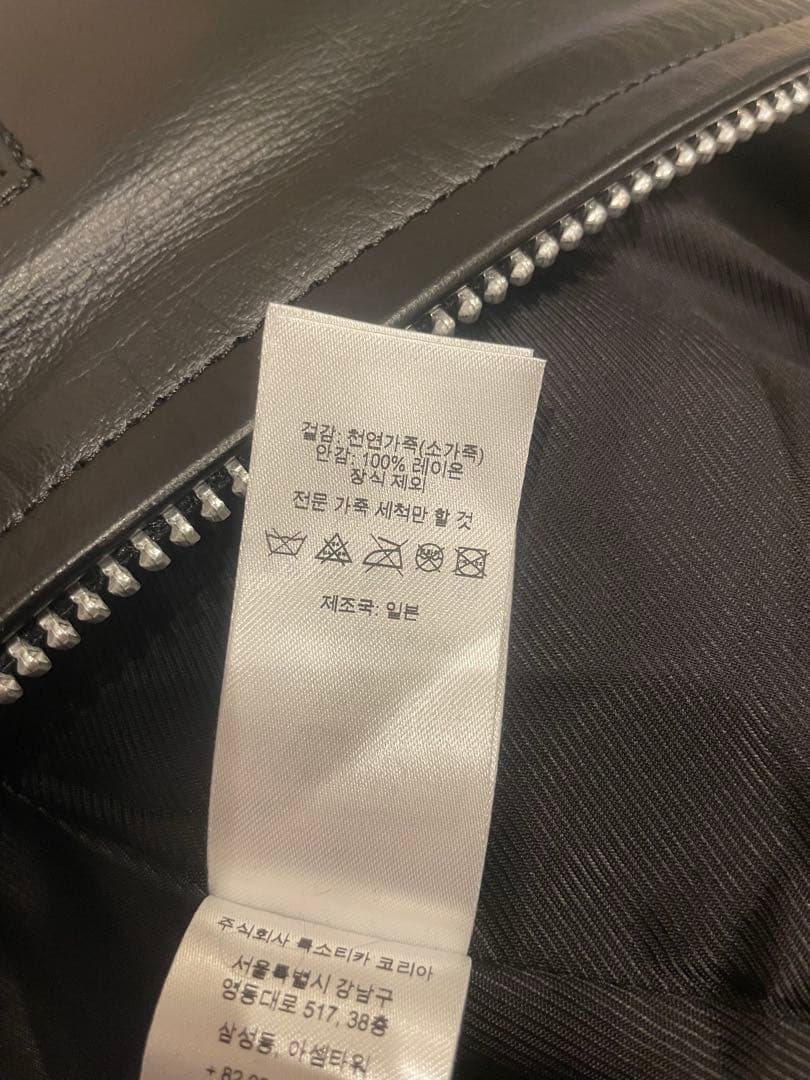 겉감: 천연가죽(소가죽)
안감: 100% 레이온
장식 제외
전문 가죽 세척만 할 것
제조국: 일본
주식회사 룩소티카 코리아
서울특별시 강남구
영동대로 517, 38층
삼성동, 아셈타워